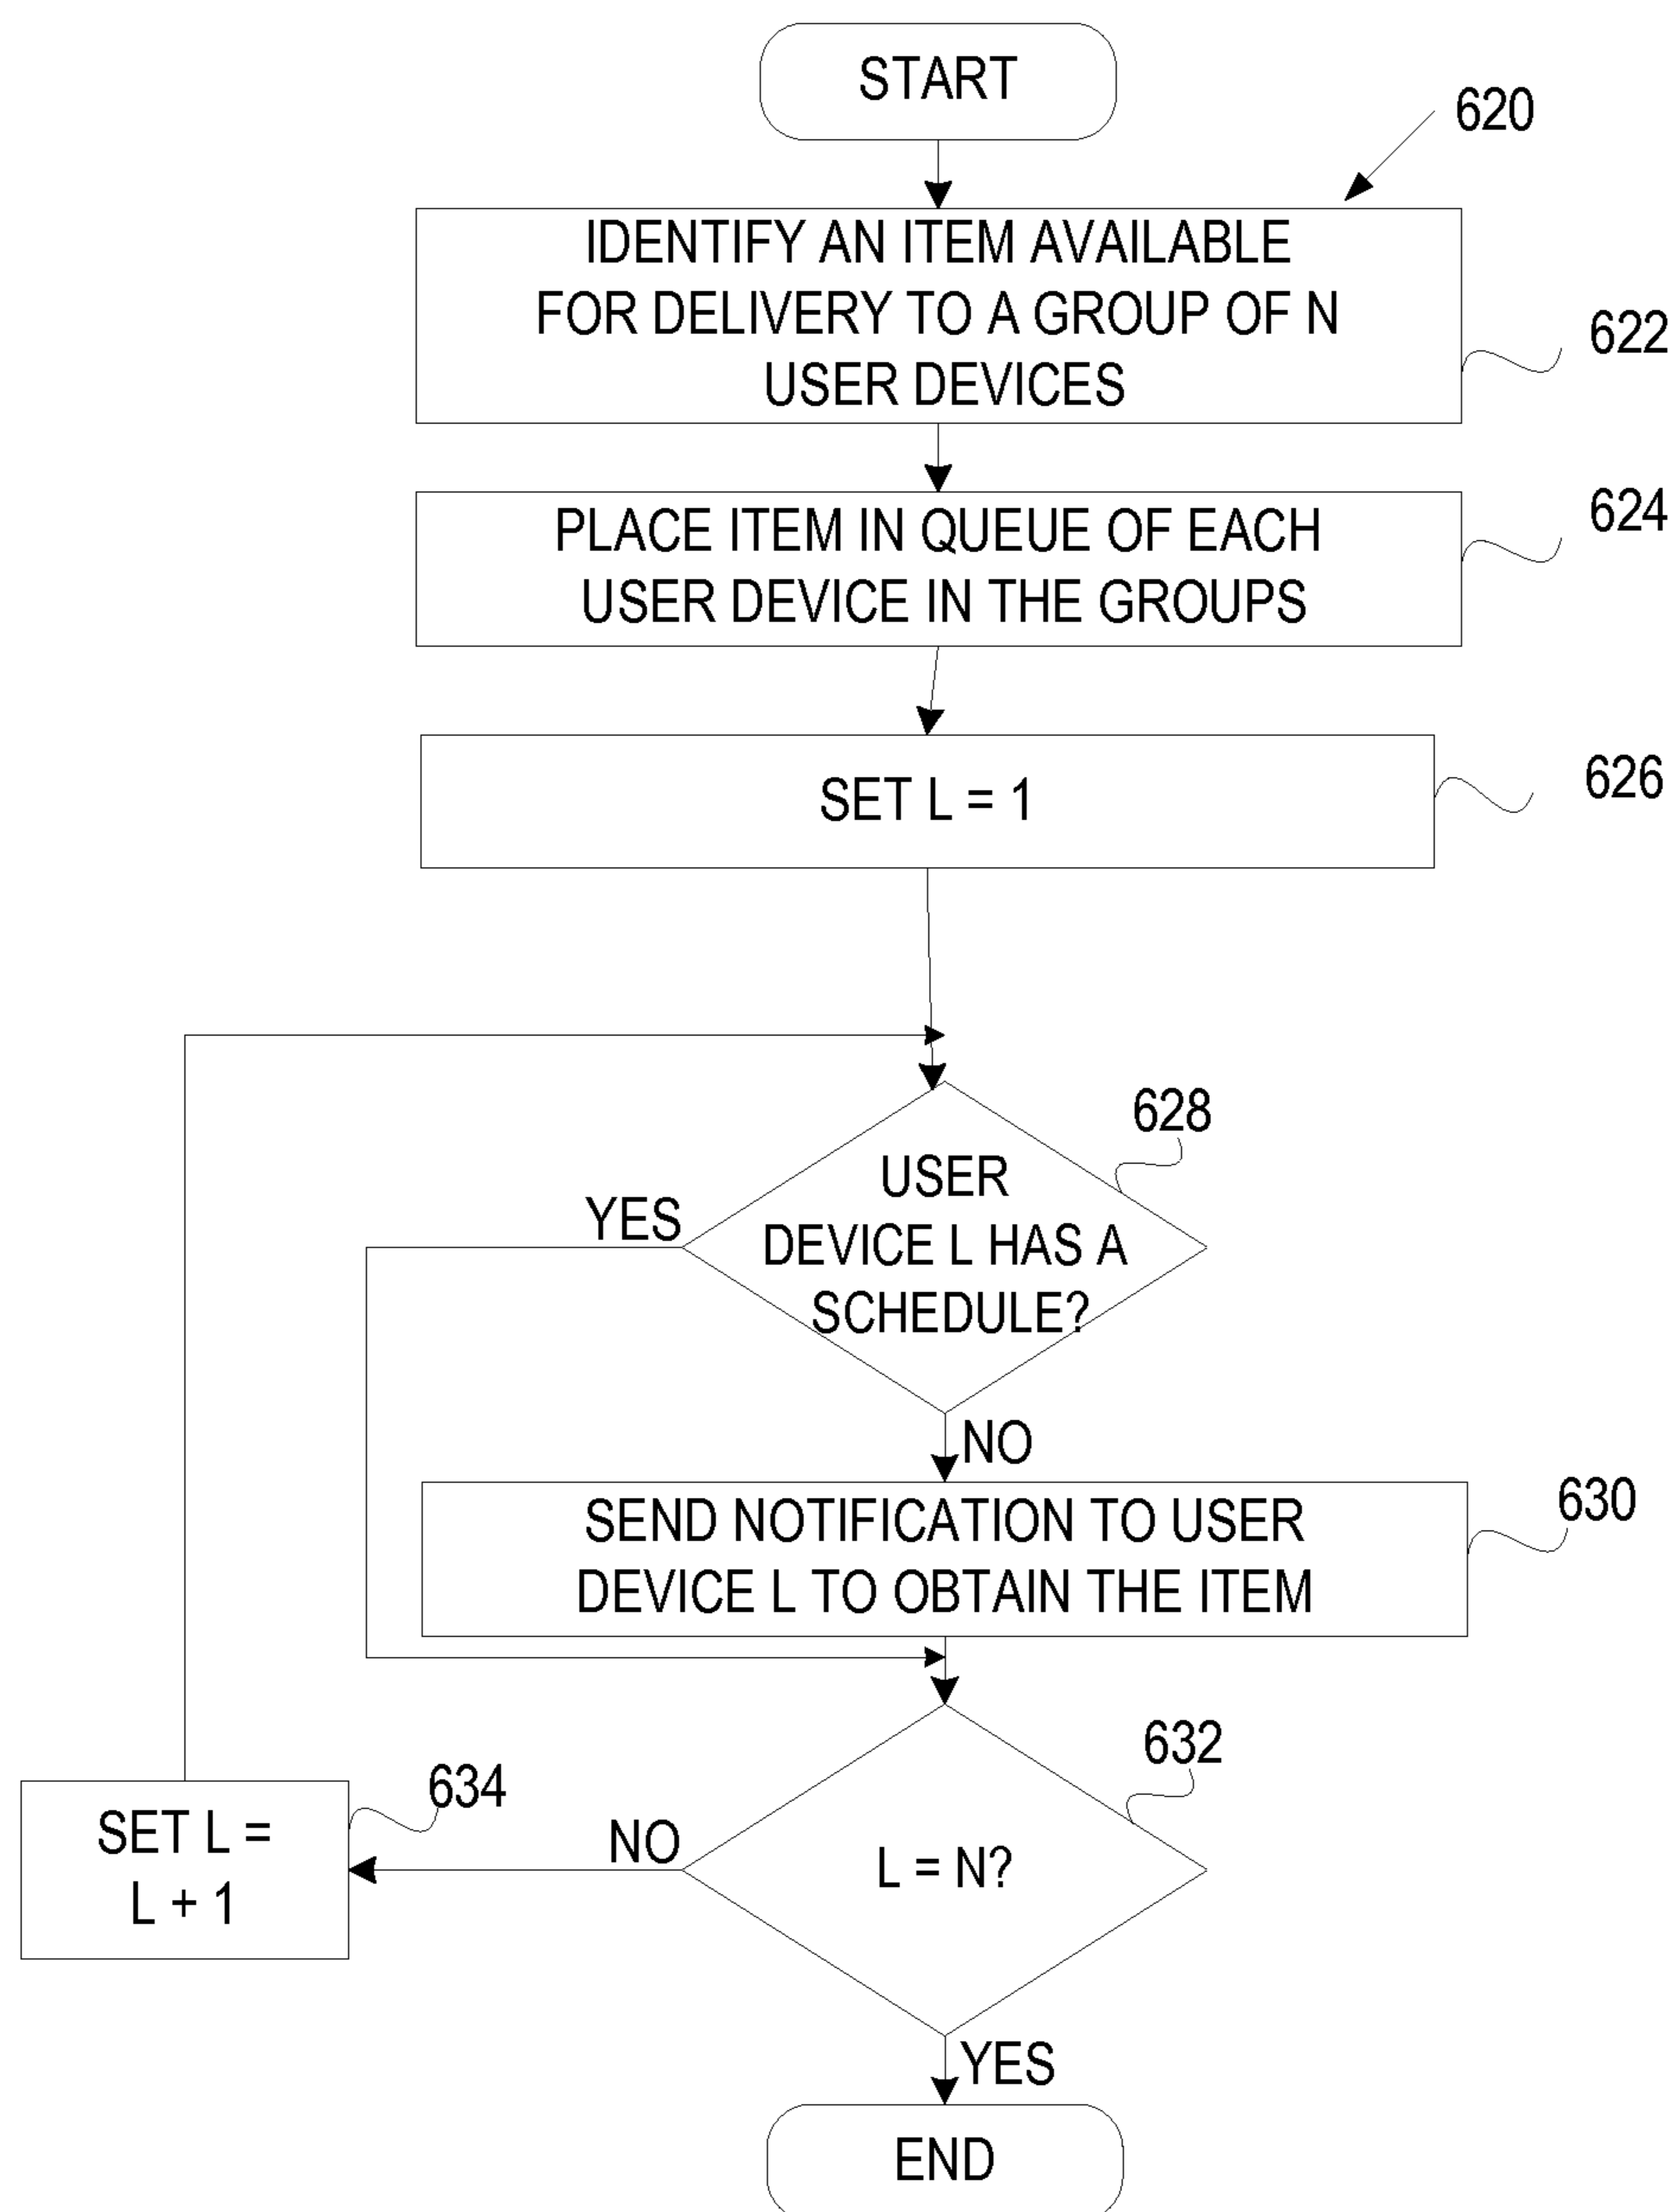 START
620
IDENTIFY AN ITEM AVAILABLE
FOR DELIVERY TO A GROUP OF N
USER DEVICES
622
PLACE ITEM IN QUEUE OF EACH
USER DEVICE IN THE GROUPS
624
SET L = 1
626
628
USER
DEVICE L HAS A
SCHEDULE?
YES
NO
SEND NOTIFICATION TO USER
DEVICE L TO OBTAIN THE ITEM
630
632
L = N?
NO
634
SET L =
L + 1
YES
END